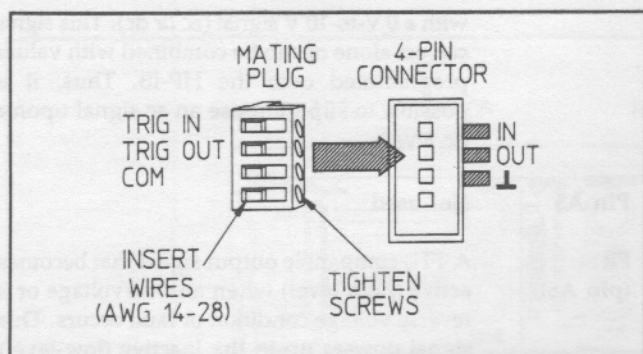 MATING
PLUG
4-PIN
CONNECTOR
TRIG IN
TRIG OUT
COM
IN
OUT
INSERT
WIRES
(AWG 14-28)
TIGHTEN
SCREWS